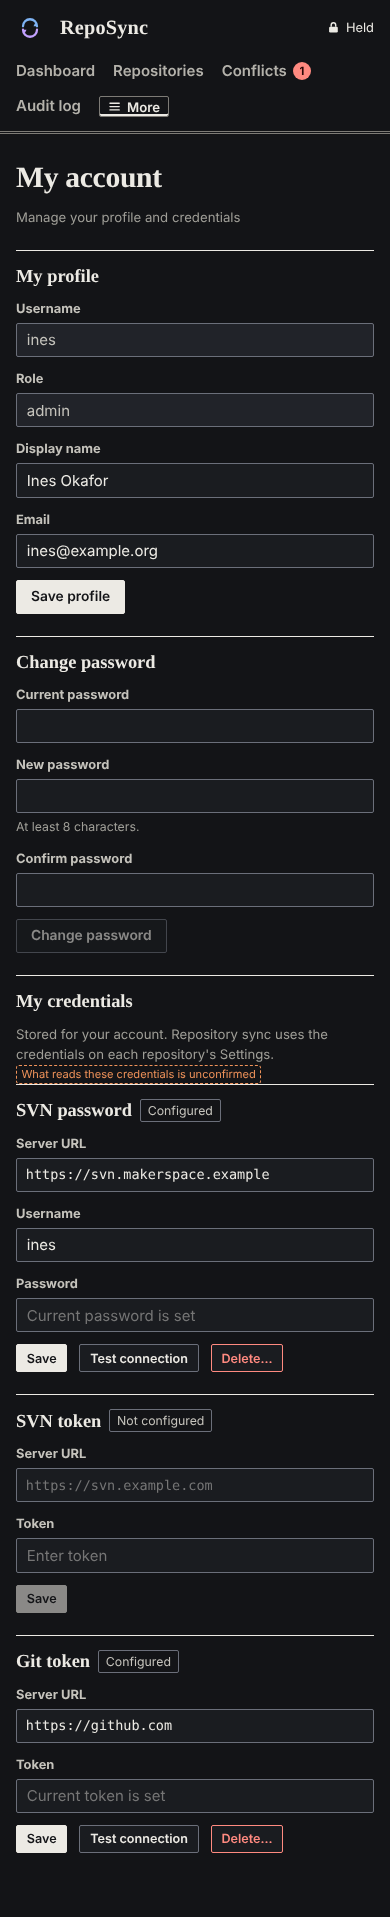 RepoSync
Held
Dashboard Repositories Conflicts 1
Audit log More
My account
Manage your profile and credentials
My profile
Username
ines
Role
admin
Display name
Ines Okafor
Email
ines@example.org
Save profile
Change password
Current password
New password
At least 8 characters.
Confirm password
Change password
My credentials
Stored for your account. Repository sync uses the
credentials on each repository's Settings.
What reads these credentials is unconfirmed
SVN password Configured
Server URL
https://svn.makerspace.example
Username
ines
Password
Current password is set
Save Test connection Delete...
SVN token Not configured
Server URL
https://svn.example.com
Token
Enter token
Save
Git token Configured
Server URL
https://github.com
Token
Current token is set
Save Test connection Delete...